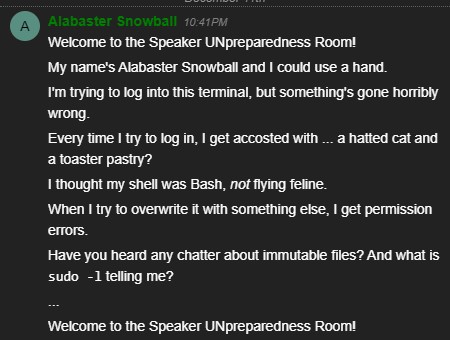 A
Alabaster Snowball 10:41PM
Welcome to the Speaker UNpreparedness Room!
My name's Alabaster Snowball and I could use a hand.
I'm trying to log into this terminal, but something's gone horribly
wrong.
Every time I try to log in, I get accosted with ... a hatted cat and
a toaster pastry?
I thought my shell was Bash, not flying feline.
When I try to overwrite it with something else, I get permission
errors.
Have you heard any chatter about immutable files? And what is
sudo -l telling me?
...
Welcome to the Speaker UNpreparedness Room!